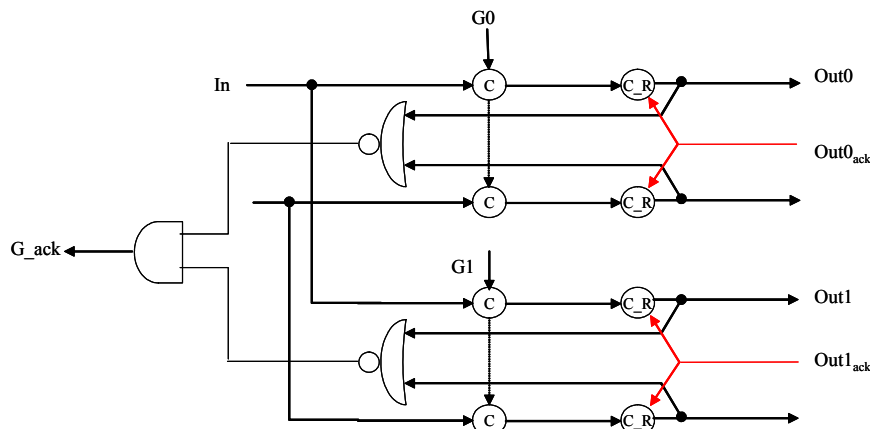 G0
In
C
C_R
Out0
Out0ack
C
C_R
G_ack
G1
C
C_R
Out1
Out1ack
C
C_R